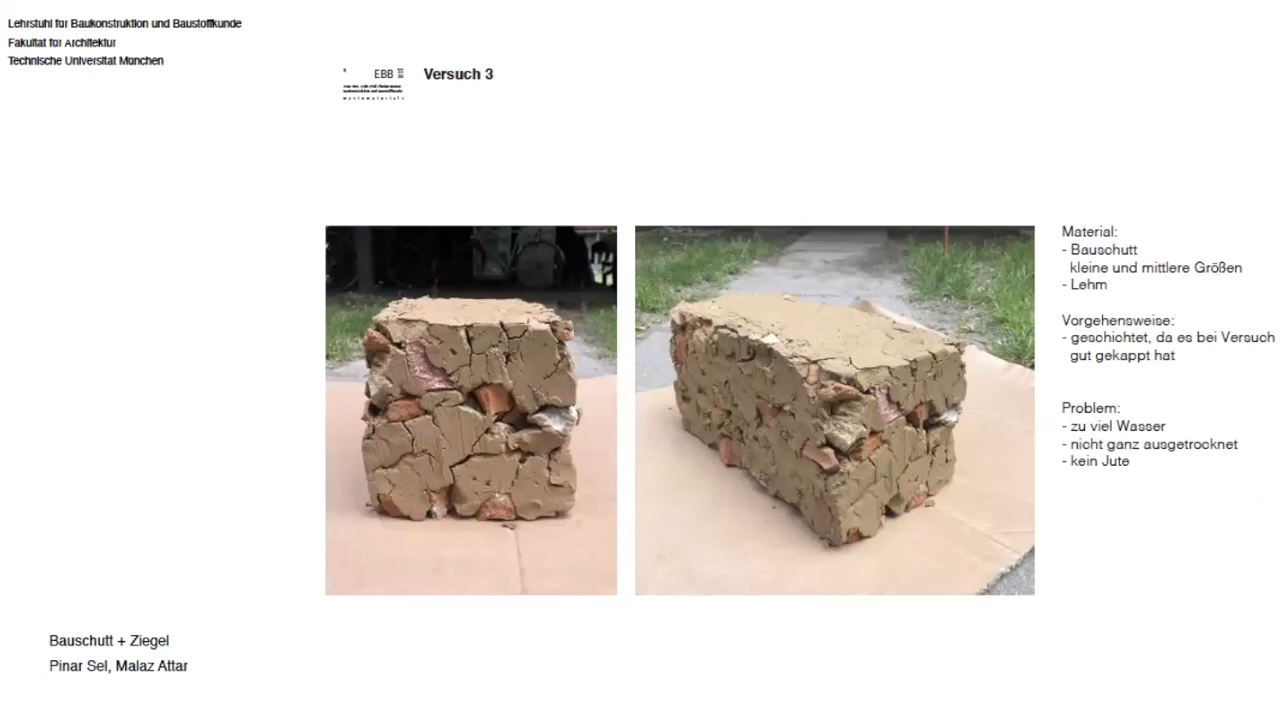 Lehrstuhl für Baukonstruktion und Baustoffkunde
Fakultät für Architektur
Technische Universität München
EBB
Versuch 3
Material:
- Bauschutt
kleine und mittlere Größen
- Lehm
Vorgehensweise:
- geschichtet, da es bei Versuch
gut gekappt hat
Problem:
- zu viel Wasser
- nicht ganz ausgetrocknet
- kein Jute
Bauschutt + Ziegel
Pinar Sel, Malaz Attar